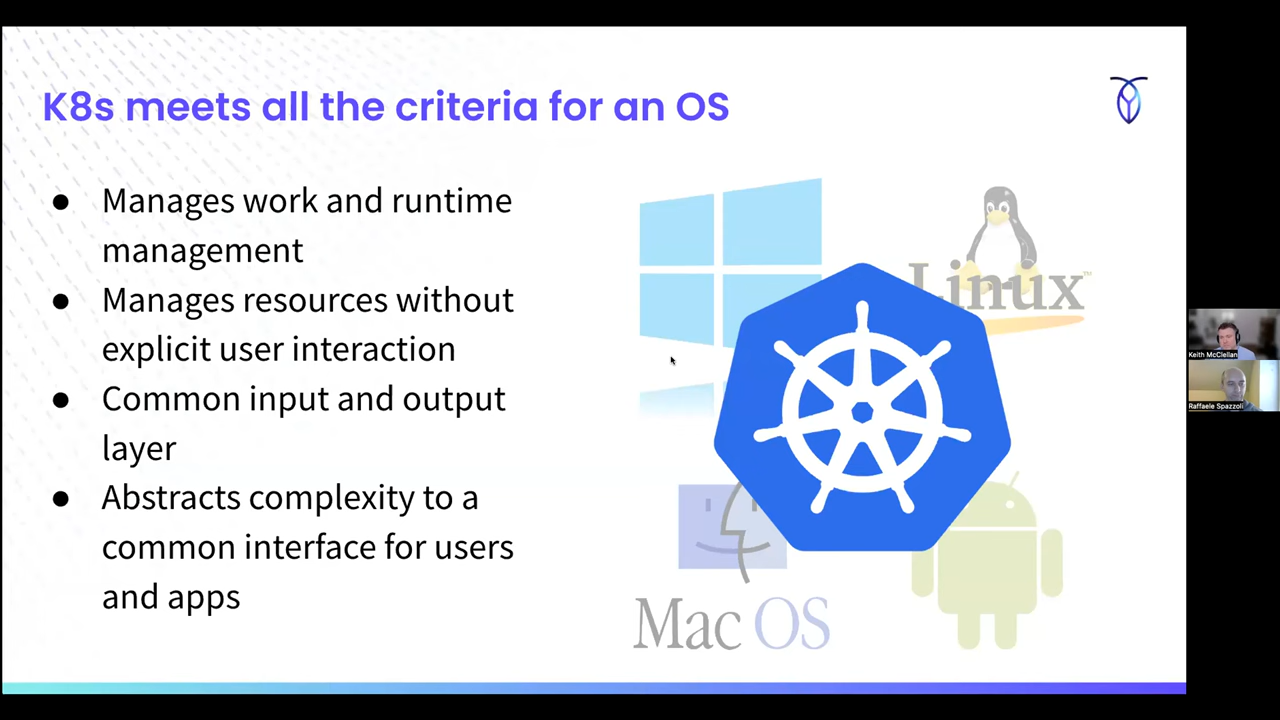 K8s meets all the criteria for an OS
● Manages work and runtime
management
● Manages resources without
explicit user interaction
● Common input and output
layer
● Abstracts complexity to a
common interface for users
and apps
Linux™
Mac OS
Keith McClellan
Raffaele Spazzoli